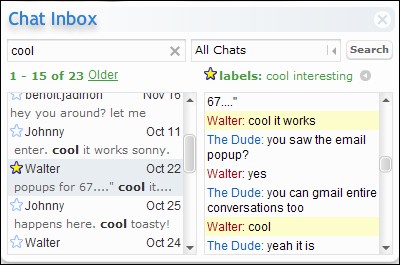 Chat Inbox
cool
All Chats
Search
1 - 15 of 23 Older
labels: cool interesting
benoit.jadinon Nov 16
hey you around? let me
Johnny Oct 11
enter. cool it works sonny.
Walter Oct 22
popups for 67...." cool it....
Johnny Oct 25
happens here. cool toasty!
Walter Oct 24
67...."
Walter: cool it works
The Dude: you saw the email
popup?
Walter: yes
The Dude: you can gmail entire
conversations too
Walter: cool
The Dude: yeah it is